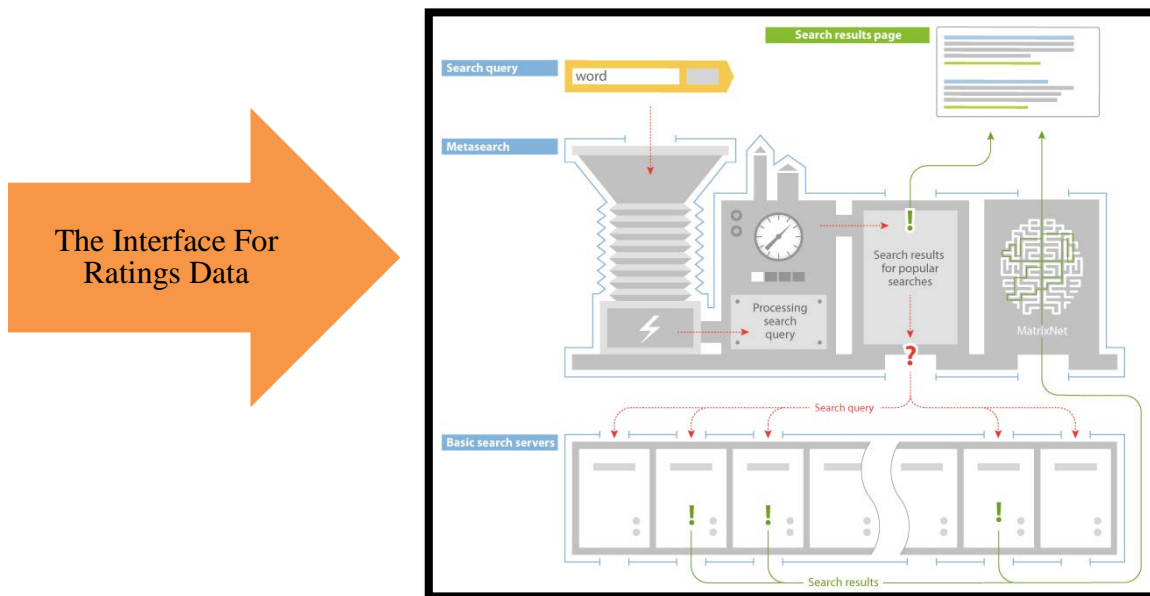 The Interface For
Ratings Data
Search results page
Search query
word
Metasearch
Search results
for popular
searches
!
Processing
search
query
MatrixNet
?
Search query
Basic search servers
!
!
!
Search results